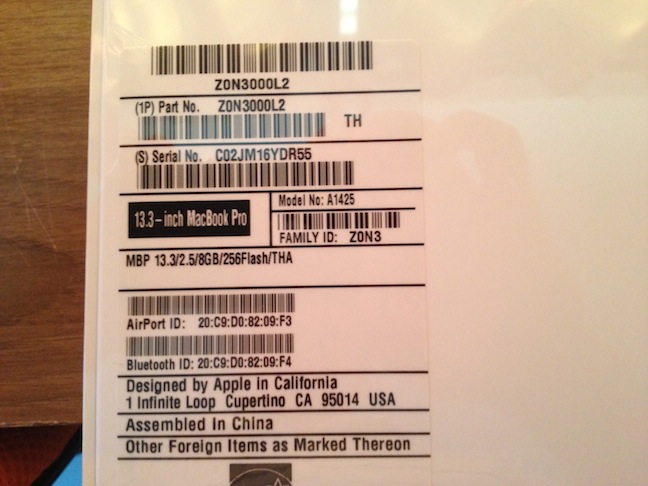 Z0N3000L2
(1P) Part No. Z0N3000L2
TH
(S) Serial No. C02JM16YDR55
13.3-inch MacBook Pro
Model No: A1425
FAMILY ID: Z0N3
MBP 13.3/2.5/8GB/256Flash/THA
AirPort ID: 20:C9:D0:82:09:F3
Bluetooth ID: 20:C9:D0:82:09:F4
Designed by Apple in California
1 Infinite Loop Cupertino CA 95014 USA
Assembled In China
Other Foreign Items as Marked Thereon